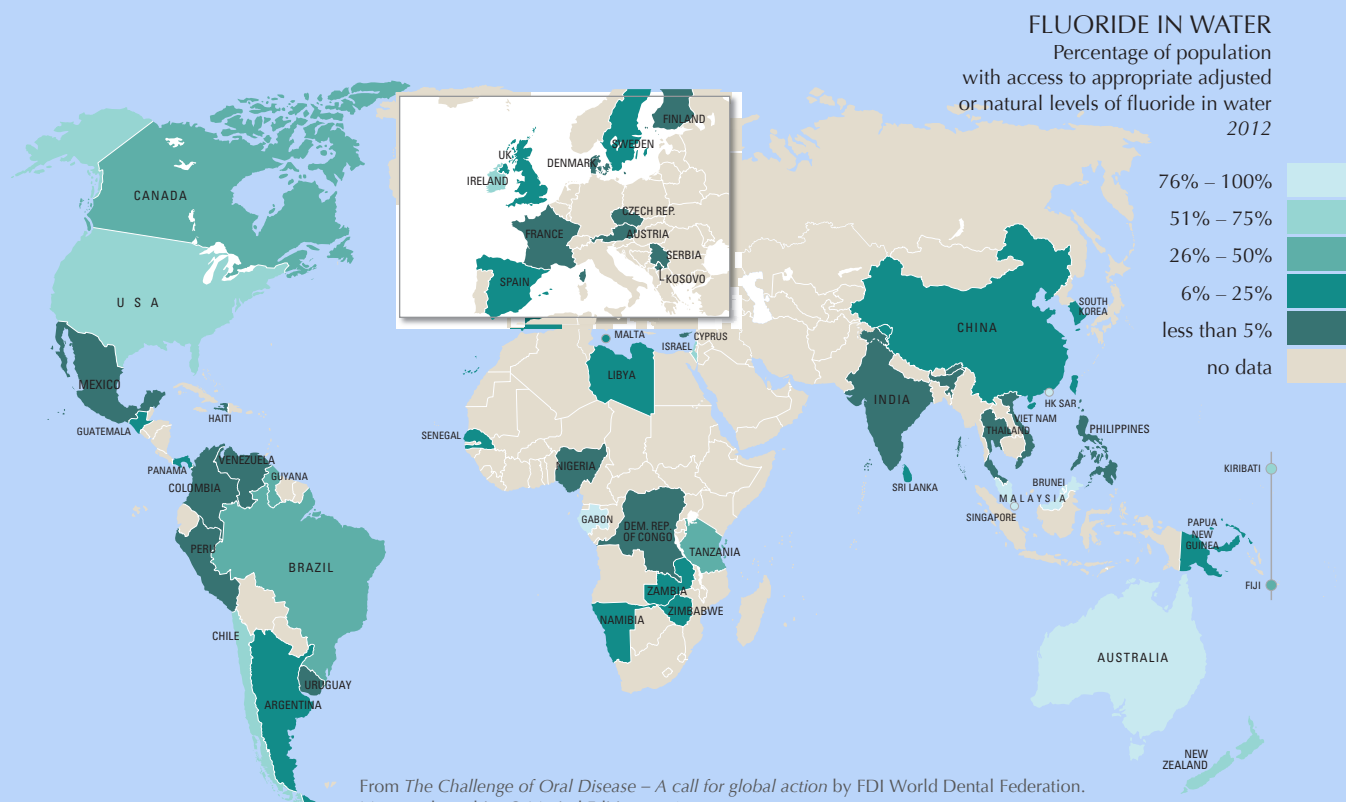 FLUORIDE IN WATER
Percentage of population
with access to appropriate adjusted
or natural levels of fluoride in water
2012
76% – 100%
51% – 75%
26% – 50%
6% – 25%
less than 5%
no data
CANADA
USA
MEXICO
GUATEMALA
HAITI
PANAMA
VENEZUELA
COLOMBIA
GUYANA
PERU
BRAZIL
CHILE
URUGUAY
ARGENTINA
FINLAND
SWEDEN
UK
DENMARK
IRELAND
CZECH REP.
FRANCE
AUSTRIA
SERBIA
KOSOVO
SPAIN
MALTA
CYPRUS
ISRAEL
LIBYA
SENEGAL
NIGERIA
GABON
DEM. REP.
OF CONGO
TANZANIA
ZAMBIA
ZIMBABWE
NAMIBIA
CHINA
SOUTH
KOREA
INDIA
HK SAR
VIET NAM
THAILAND
PHILIPPINES
SRI LANKA
BRUNEI
MALAYSIA
SINGAPORE
KIRIBATI
PAPUA
NEW
GUINEA
FIJI
AUSTRALIA
NEW
ZEALAND
From The Challenge of Oral Disease – A call for global action by FDI World Dental Federation.